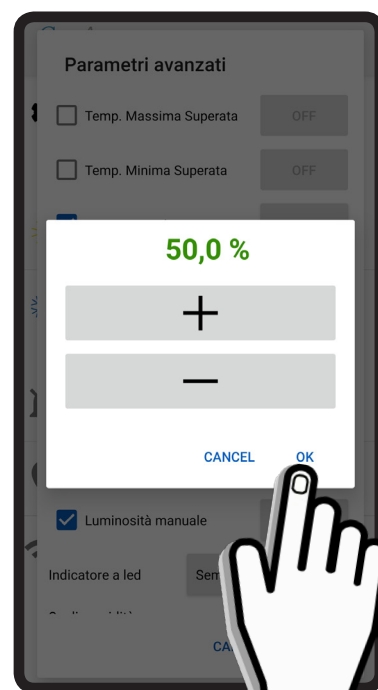 Parametri avanzati
Temp. Massima Superata OFF
Temp. Minima Superata OFF
50,0 %
+
—
CANCEL OK
Luminosità manuale
Indicatore a led